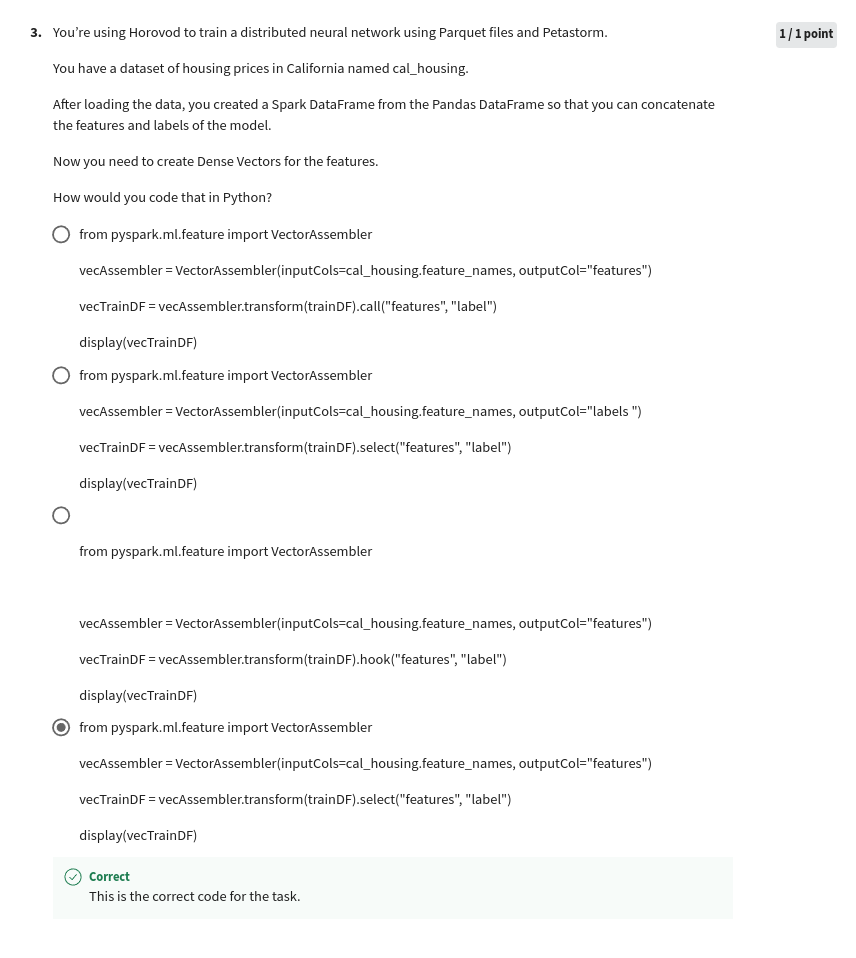 3. You're using Horovod to train a distributed neural network using Parquet files and Petastorm.
1 / 1 point
You have a dataset of housing prices in California named cal_housing.
After loading the data, you created a Spark DataFrame from the Pandas DataFrame so that you can concatenate
the features and labels of the model.
Now you need to create Dense Vectors for the features.
How would you code that in Python?
from pyspark.ml.feature import VectorAssembler
vecAssembler = VectorAssembler(inputCols=cal_housing.feature_names, outputCol="features")
vecTrainDF = vecAssembler.transform(trainDF).call("features", "label")
display(vecTrainDF)
from pyspark.ml.feature import VectorAssembler
vecAssembler = VectorAssembler(inputCols=cal_housing.feature_names, outputCol="labels ")
vecTrainDF = vecAssembler.transform(trainDF).select("features", "label")
display(vecTrainDF)
from pyspark.ml.feature import VectorAssembler
vecAssembler = VectorAssembler(inputCols=cal_housing.feature_names, outputCol="features")
vecTrainDF = vecAssembler.transform(trainDF).hook("features", "label")
display(vecTrainDF)
from pyspark.ml.feature import VectorAssembler
vecAssembler = VectorAssembler(inputCols=cal_housing.feature_names, outputCol="features")
vecTrainDF = vecAssembler.transform(trainDF).select("features", "label")
display(vecTrainDF)
Correct
This is the correct code for the task.